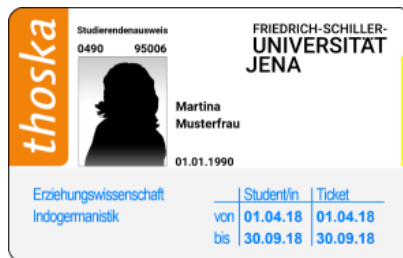 thoska
Studierendenausweis
0490 95006
FRIEDRICH-SCHILLER-
UNIVERSITÄT
JENA
Martina
Musterfrau
01.01.1990
Erziehungswissenschaft
Indogermanistik
Student/in Ticket
von 01.04.18 01.04.18
bis 30.09.18 30.09.18